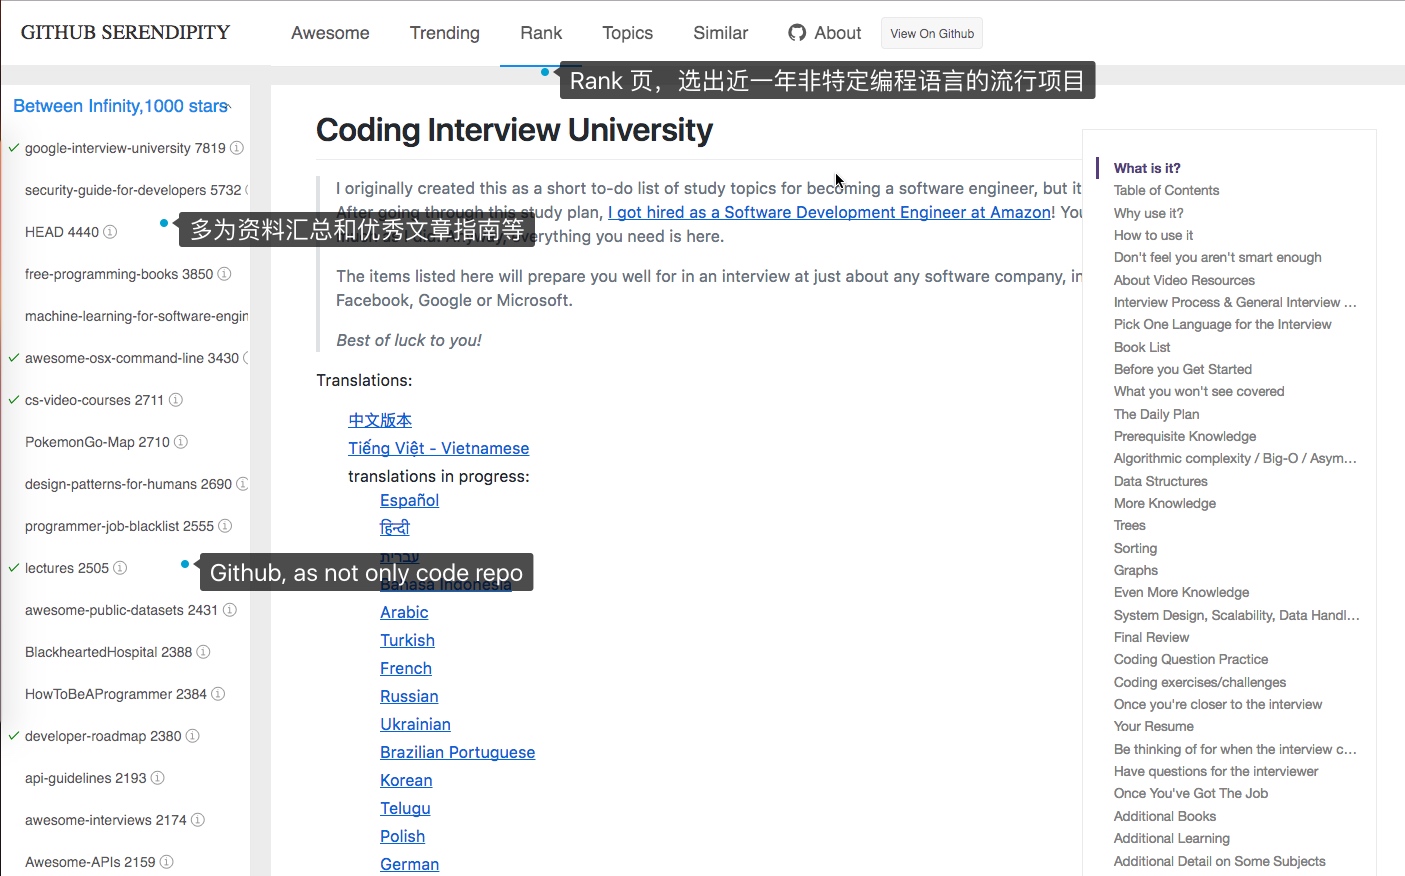 GITHUB SERENDIPITY
Awesome
Trending
Rank
Topics
Similar
About
View On Github
Rank 页，选出近一年非特定编程语言的流行项目
Between Infinity,1000 stars
google-interview-university 7819
security-guide-for-developers 5732
多为资料汇总和优秀文章指南等
HEAD 4440
free-programming-books 3850
machine-learning-for-software-engin
awesome-osx-command-line 3430
cs-video-courses 2711
PokemonGo-Map 2710
design-patterns-for-humans 2690
programmer-job-blacklist 2555
lectures 2505
Github, as not only code repo
awesome-public-datasets 2431
BlackheartedHospital 2388
HowToBeAProgrammer 2384
developer-roadmap 2380
api-guidelines 2193
awesome-interviews 2174
Awesome-APIs 2159
Coding Interview University
I originally created this as a short to-do list of study topics for becoming a software engineer, but it
After going through this study plan, I got hired as a Software Development Engineer at Amazon! You
everything you need is here.
The items listed here will prepare you well for in an interview at just about any software company, in
Facebook, Google or Microsoft.
Best of luck to you!
Translations:
中文版本
Tiếng Việt - Vietnamese
translations in progress:
Español
हिन्दी
עברית
Bahasa Indonesia
Arabic
Turkish
French
Russian
Ukrainian
Brazilian Portuguese
Korean
Telugu
Polish
German
What is it?
Table of Contents
Why use it?
How to use it
Don't feel you aren't smart enough
About Video Resources
Interview Process & General Interview ...
Pick One Language for the Interview
Book List
Before you Get Started
What you won't see covered
The Daily Plan
Prerequisite Knowledge
Algorithmic complexity / Big-O / Asym...
Data Structures
More Knowledge
Trees
Sorting
Graphs
Even More Knowledge
System Design, Scalability, Data Handl...
Final Review
Coding Question Practice
Coding exercises/challenges
Once you're closer to the interview
Your Resume
Be thinking of for when the interview c...
Have questions for the interviewer
Once You've Got The Job
Additional Books
Additional Learning
Additional Detail on Some Subjects